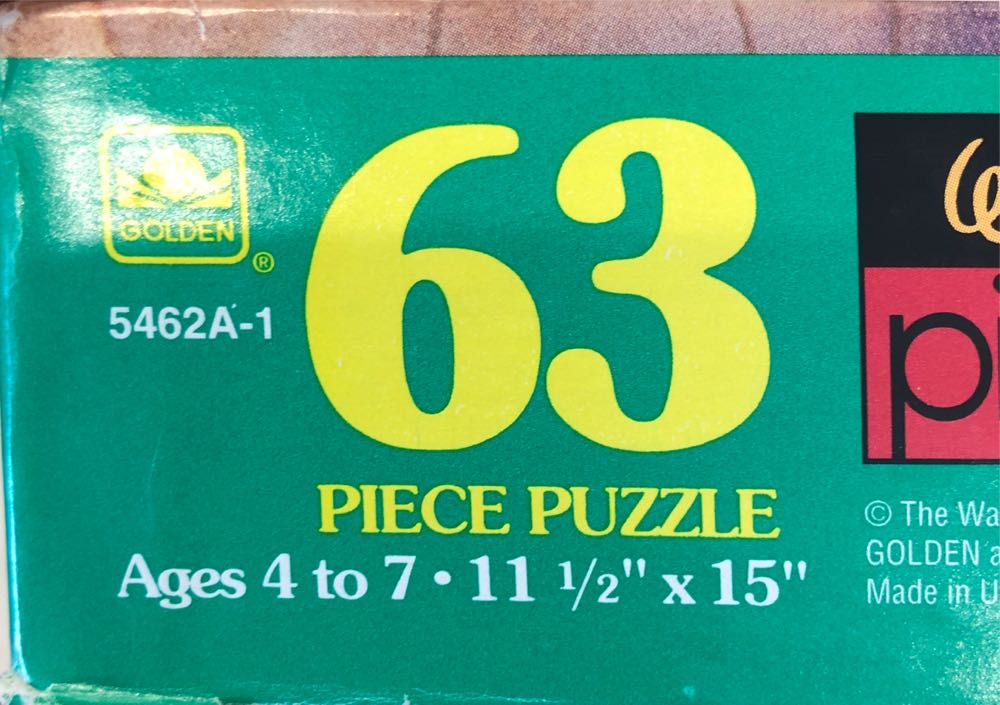 GOLDEN
®
5462A-1
63
PIECE PUZZLE
Ages 4 to 7 • 11 1/2" x 15"
© The Wa
GOLDEN a
Made in U